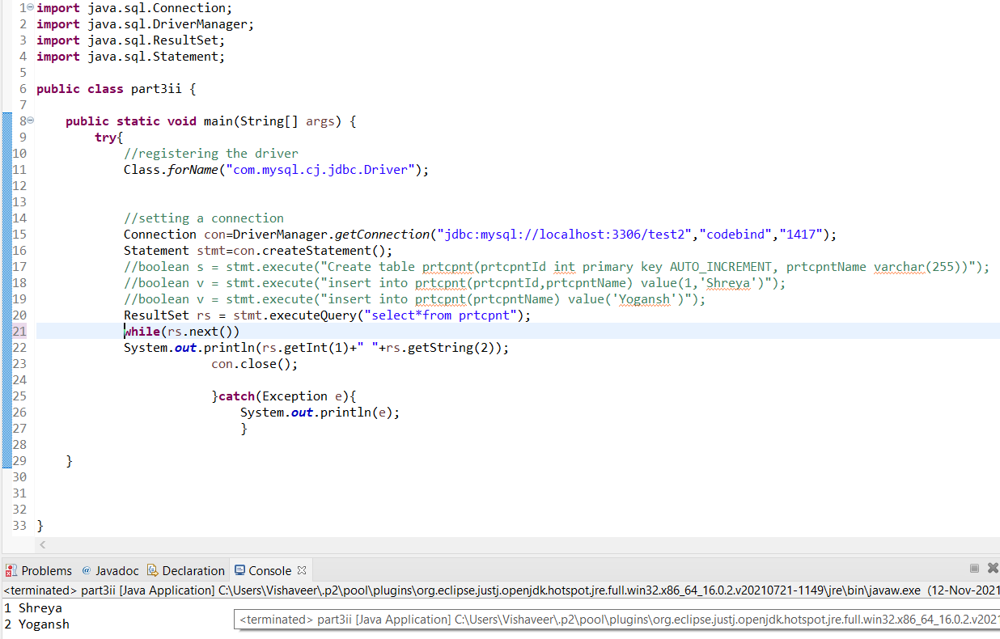 1 import java.sql.Connection;
2 import java.sql.DriverManager;
3 import java.sql.ResultSet;
4 import java.sql.Statement;
5
6 public class part3ii {
7
8 public static void main(String[] args) {
9 try{
10 //registering the driver
11 Class.forName("com.mysql.cj.jdbc.Driver");
12
13
14 //setting a connection
15 Connection con=DriverManager.getConnection("jdbc:mysql://localhost:3306/test2","codebind","1417");
16 Statement stmt=con.createStatement();
17 //boolean s = stmt.execute("Create table prtcpnt(prtcpntId int primary key AUTO_INCREMENT, prtcpntName varchar(255))");
18 //boolean v = stmt.execute("insert into prtcpnt(prtcpntId,prtcpntName) value(1,'Shreya')");
19 //boolean v = stmt.execute("insert into prtcpnt(prtcpntName) value('Yogansh')");
20 ResultSet rs = stmt.executeQuery("select*from prtcpnt");
21 while(rs.next())
22 System.out.println(rs.getInt(1)+" "+rs.getString(2));
23 con.close();
24
25 }catch(Exception e){
26 System.out.println(e);
27 }
28
29 }
30
31
32
33 }
Problems @ Javadoc Declaration Console
<terminated> part3ii [Java Application] C:\Users\Vishaveer\.p2\pool\plugins\org.eclipse.justj.openjdk.hotspot.jre.full.win32.x86_64_16.0.2.v20210721-1149\jre\bin\javaw.exe (12-Nov-2021
1 Shreya
2 Yogansh
<terminated> part3ii [Java Application] C:\Users\Vishaveer\.p2\pool\plugins\org.eclipse.justj.openjdk.hotspot.jre.full.win32.x86_64_16.0.2.v202